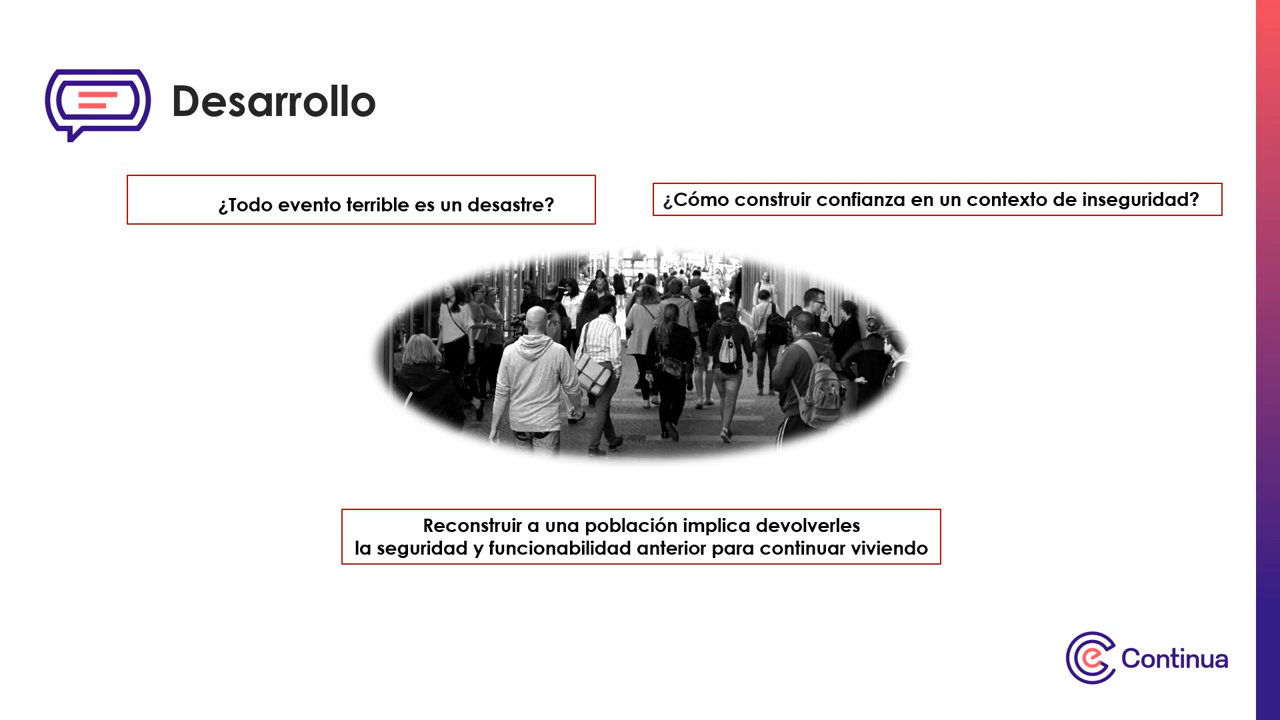 Desarrollo
¿Todo evento terrible es un desastre?
¿Cómo construir confianza en un contexto de inseguridad?
Reconstruir a una población implica devolverles
la seguridad y funcionabilidad anterior para continuar viviendo
Continua